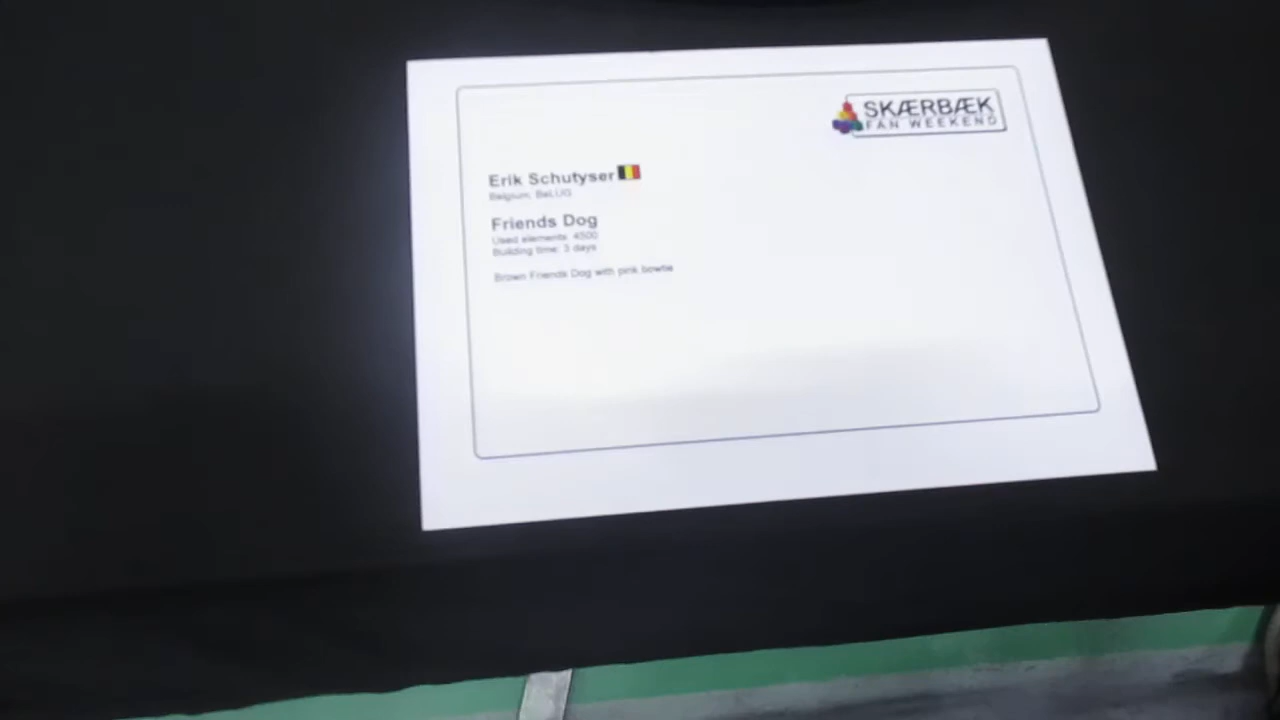 SKÆRBÆK
FAN WEEKEND
Erik Schutyser
Belgium, BeLUG
Friends Dog
Used elements: 4500
Building time: 3 days
Brown Friends Dog with pink bowtie